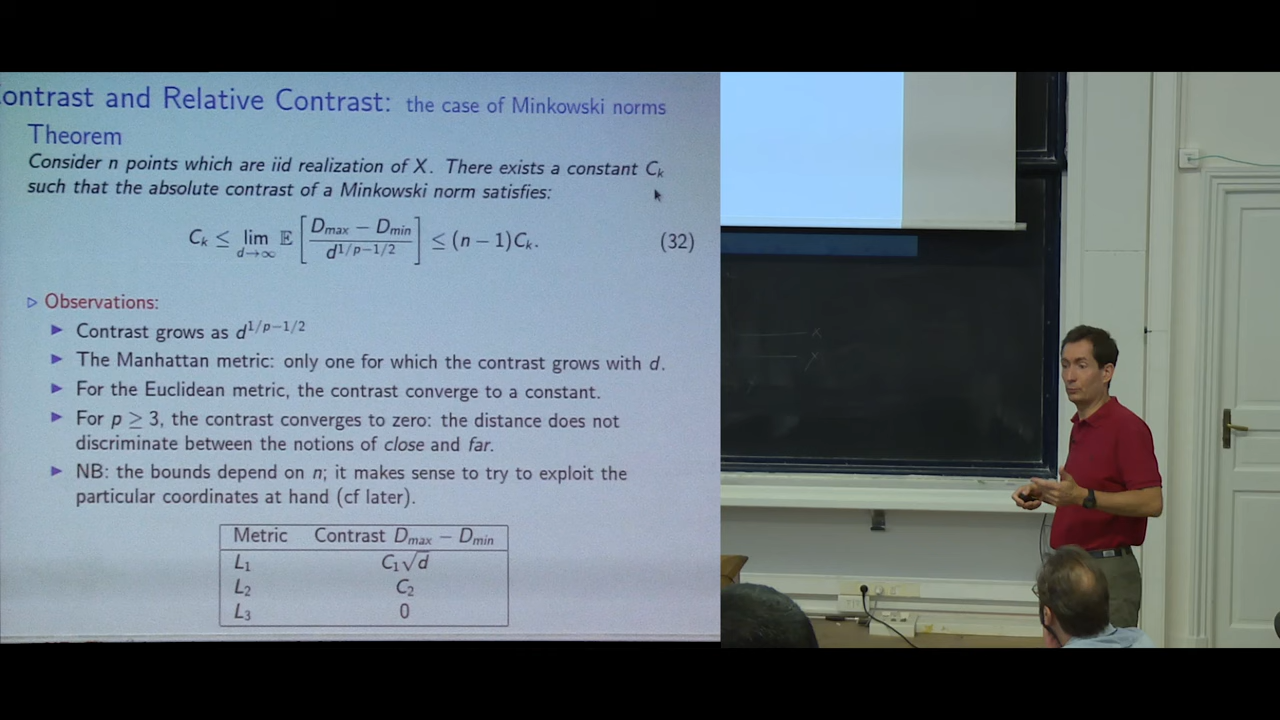 ontrast and Relative Contrast: the case of Minkowski norms
Theorem
Consider n points which are iid realization of X. There exists a constant C_k
such that the absolute contrast of a Minkowski norm satisfies:
C_k ≤ lim_{d→∞} 𝔼 [ (D_max − D_min) / d^{1/p−1/2} ] ≤ (n − 1)C_k. (32)
▷ Observations:
▶ Contrast grows as d^{1/p−1/2}
▶ The Manhattan metric: only one for which the contrast grows with d.
▶ For the Euclidean metric, the contrast converge to a constant.
▶ For p ≥ 3, the contrast converges to zero: the distance does not
discriminate between the notions of close and far.
▶ NB: the bounds depend on n; it makes sense to try to exploit the
particular coordinates at hand (cf later).
Metric Contrast D_max − D_min
L_1 C_1√d
L_2 C_2
L_3 0